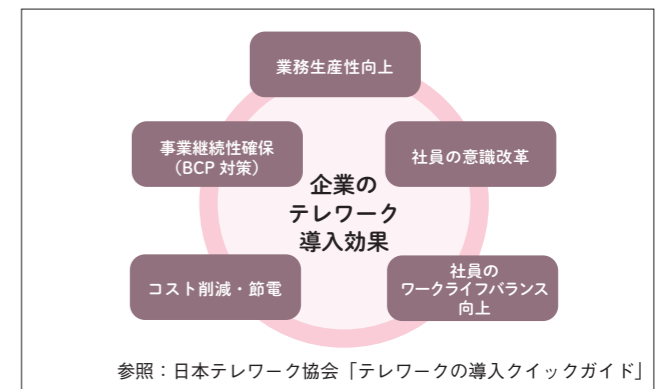 業務生産性向上
事業継続性確保
（BCP 対策）
社員の意識改革
企業の
テレワーク
導入効果
コスト削減・節電
社員の
ワークライフバランス
向上
参照：日本テレワーク協会「テレワークの導入クイックガイド」